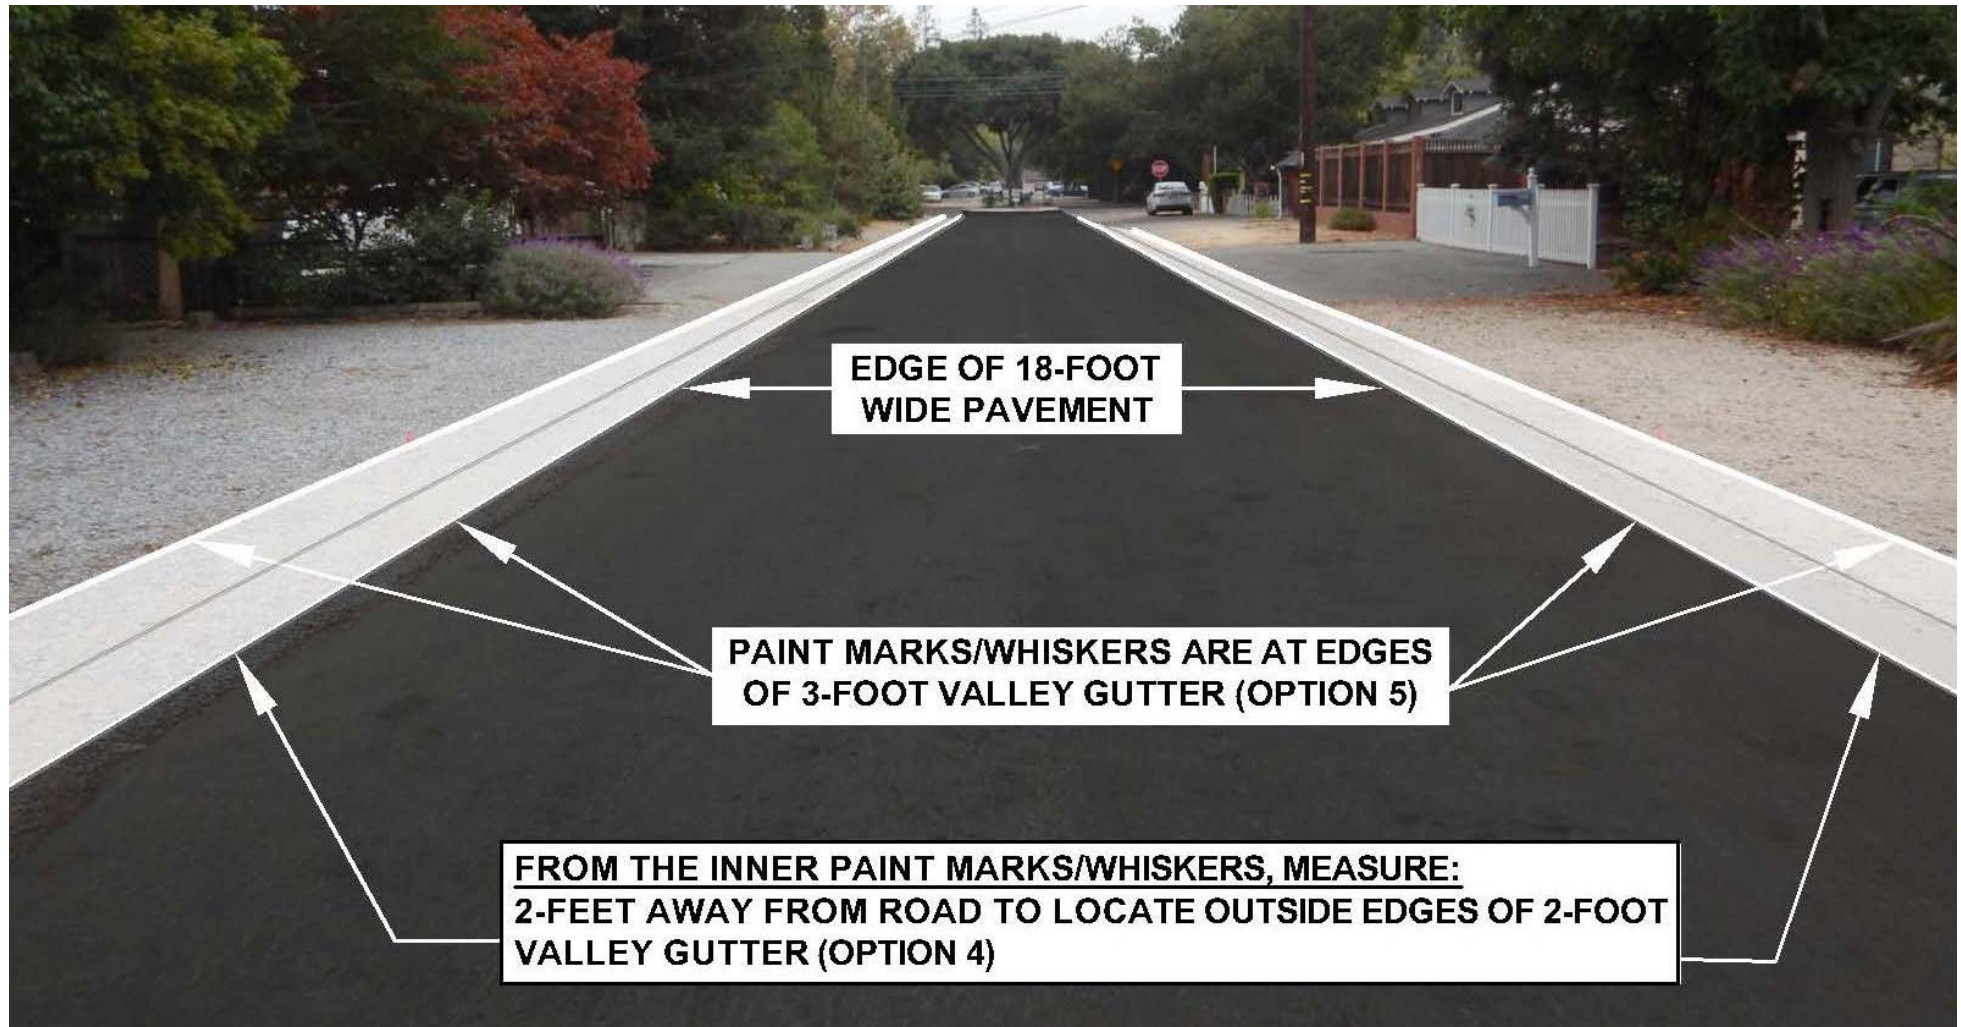 EDGE OF 18-FOOT
WIDE PAVEMENT
PAINT MARKS/WHISKERS ARE AT EDGES
OF 3-FOOT VALLEY GUTTER (OPTION 5)
FROM THE INNER PAINT MARKS/WHISKERS, MEASURE:
2-FEET AWAY FROM ROAD TO LOCATE OUTSIDE EDGES OF 2-FOOT
VALLEY GUTTER (OPTION 4)